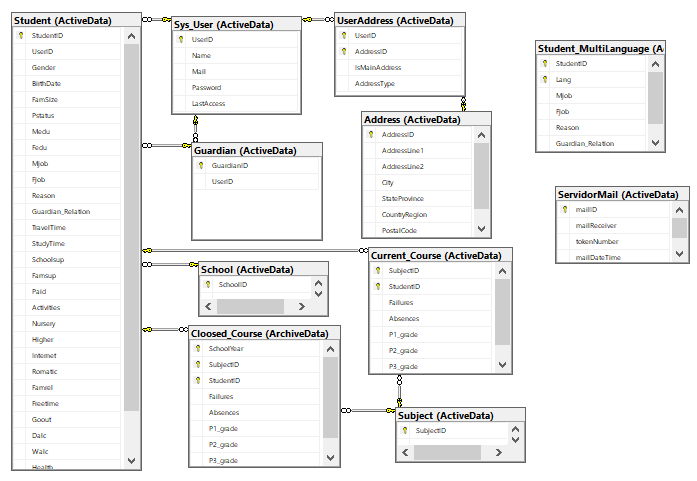 Student (ActiveData)
StudentID
UserID
Gender
BirthDate
FamSize
Pstatus
Medu
Fedu
Mjob
Fjob
Reason
Guardian_Relation
TravelTime
StudyTime
Schoolsup
Famsup
Paid
Activities
Nursery
Higher
Internet
Romatic
Famrel
Freetime
Goout
Dalc
Walc
Health
Sys_User (ActiveData)
UserID
Name
Mail
Password
LastAccess
UserAddress (ActiveData)
UserID
AddressID
IsMainAddress
AddressType
Student_MultiLanguage (A
StudentID
Lang
Mjob
Fjob
Reason
Guardian_Relation
Guardian (ActiveData)
GuardianID
UserID
Address (ActiveData)
AddressID
AddressLine1
AddressLine2
City
StateProvince
CountryRegion
PostalCode
ServidorMail (ActiveData)
mailID
mailReceiver
tokenNumber
mailDateTime
School (ActiveData)
SchoolID
Current_Course (ActiveData)
SubjectID
StudentID
Failures
Absences
P1_grade
P2_grade
P3_grade
Cloosed_Course (ArchiveData)
SchoolYear
SubjectID
StudentID
Failures
Absences
P1_grade
P2_grade
P3_grade
Subject (ActiveData)
SubjectID